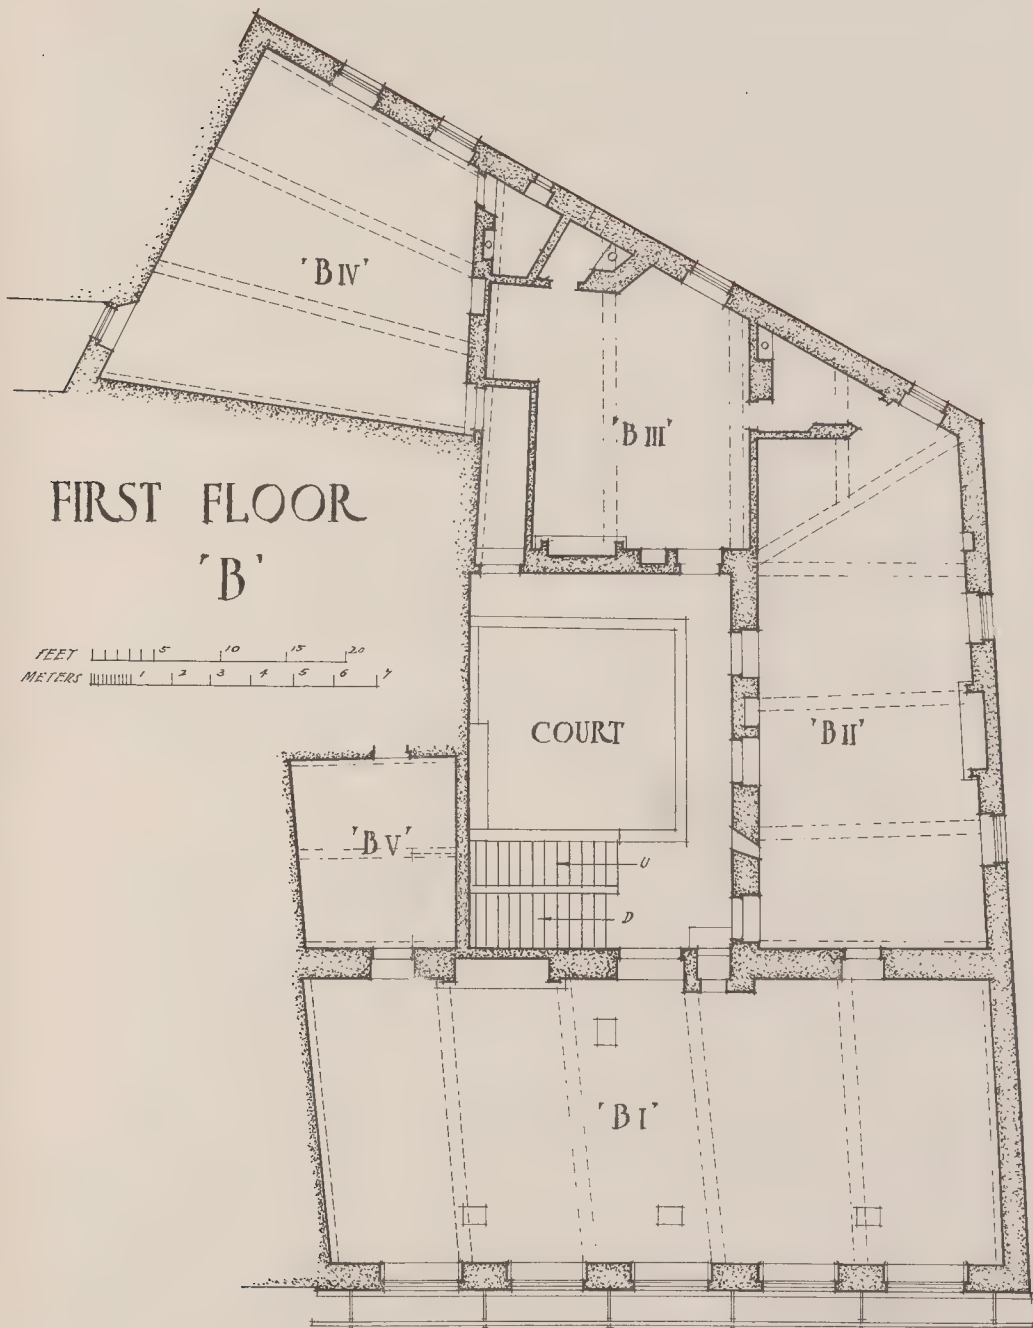 'B IV'
'B III'
FIRST FLOOR
'B'
FEET 5 10 15 20
METERS 1 2 3 4 5 6 7
COURT
'B II'
'B V'
U
D
'B I'